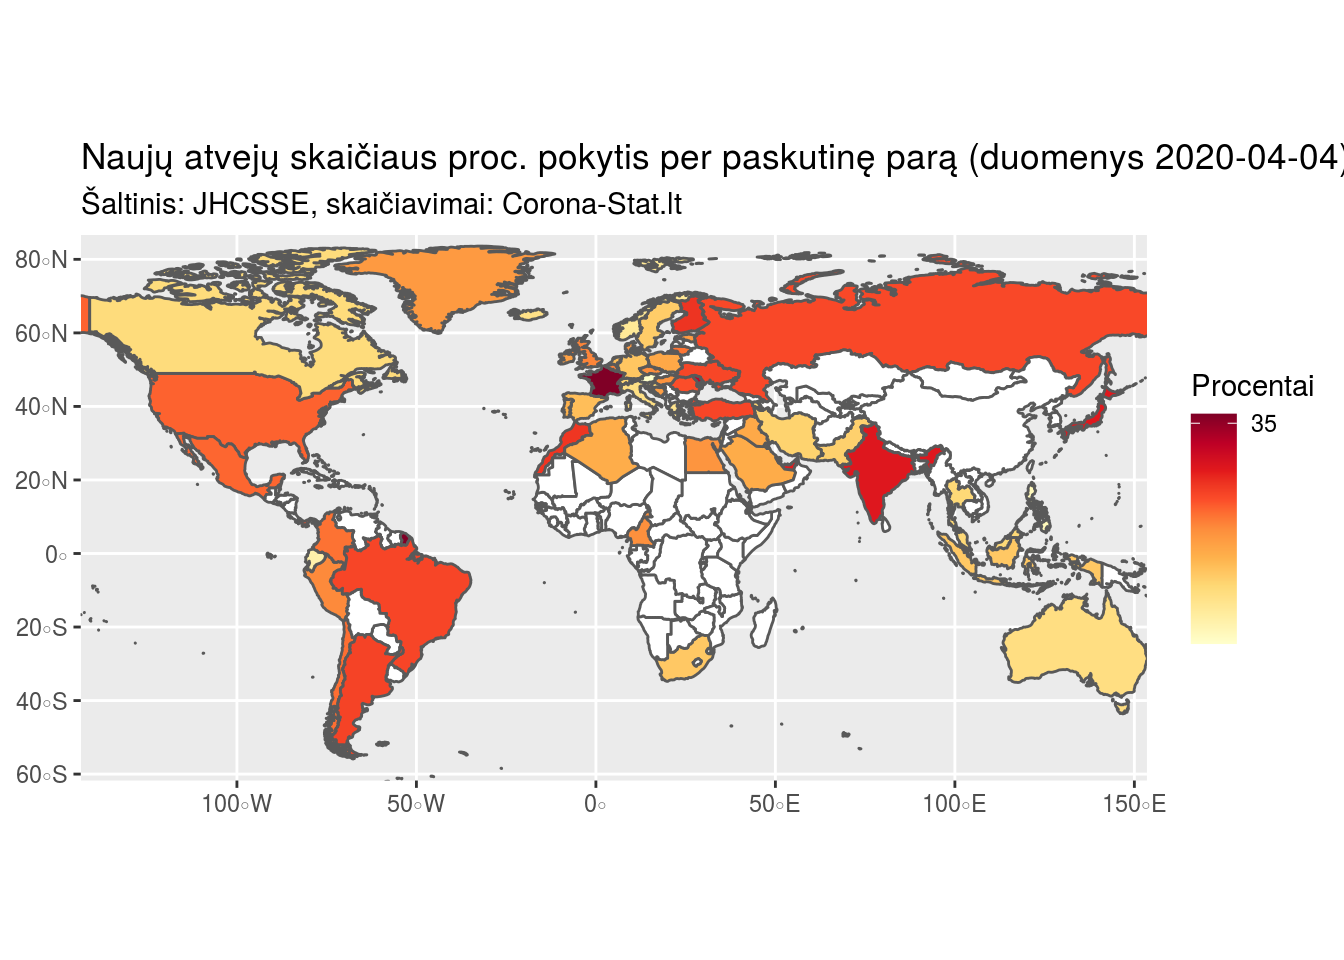 Naujų atvejų skaičiaus proc. pokytis per paskutinę parą (duomenys 2020-04-04)
Šaltinis: JHCSSE, skaičiavimai: Corona-Stat.lt
80°N
60°N
40°N
20°N
0°
20°S
40°S
60°S
100°W
50°W
0°
50°E
100°E
150°E
Procentai
35